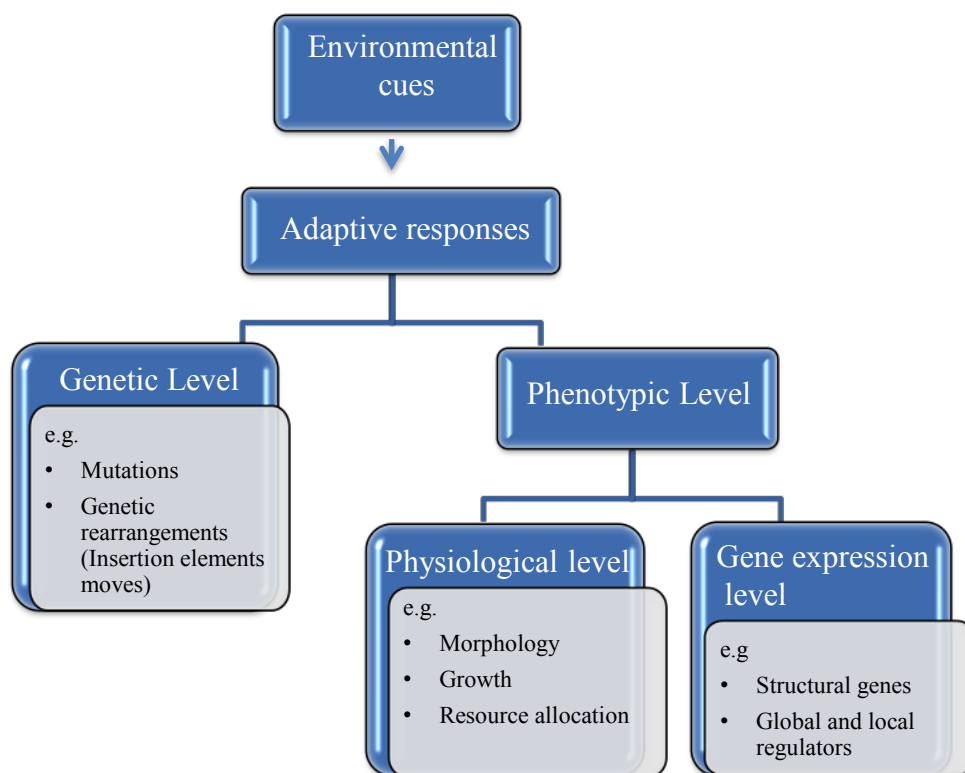 Environmental
cues
Adaptive responses
Genetic Level
e.g.
• Mutations
• Genetic
rearrangements
(Insertion elements
moves)
Phenotypic Level
Physiological level
e.g.
• Morphology
• Growth
• Resource allocation
Gene expression
level
e.g
• Structural genes
• Global and local
regulators